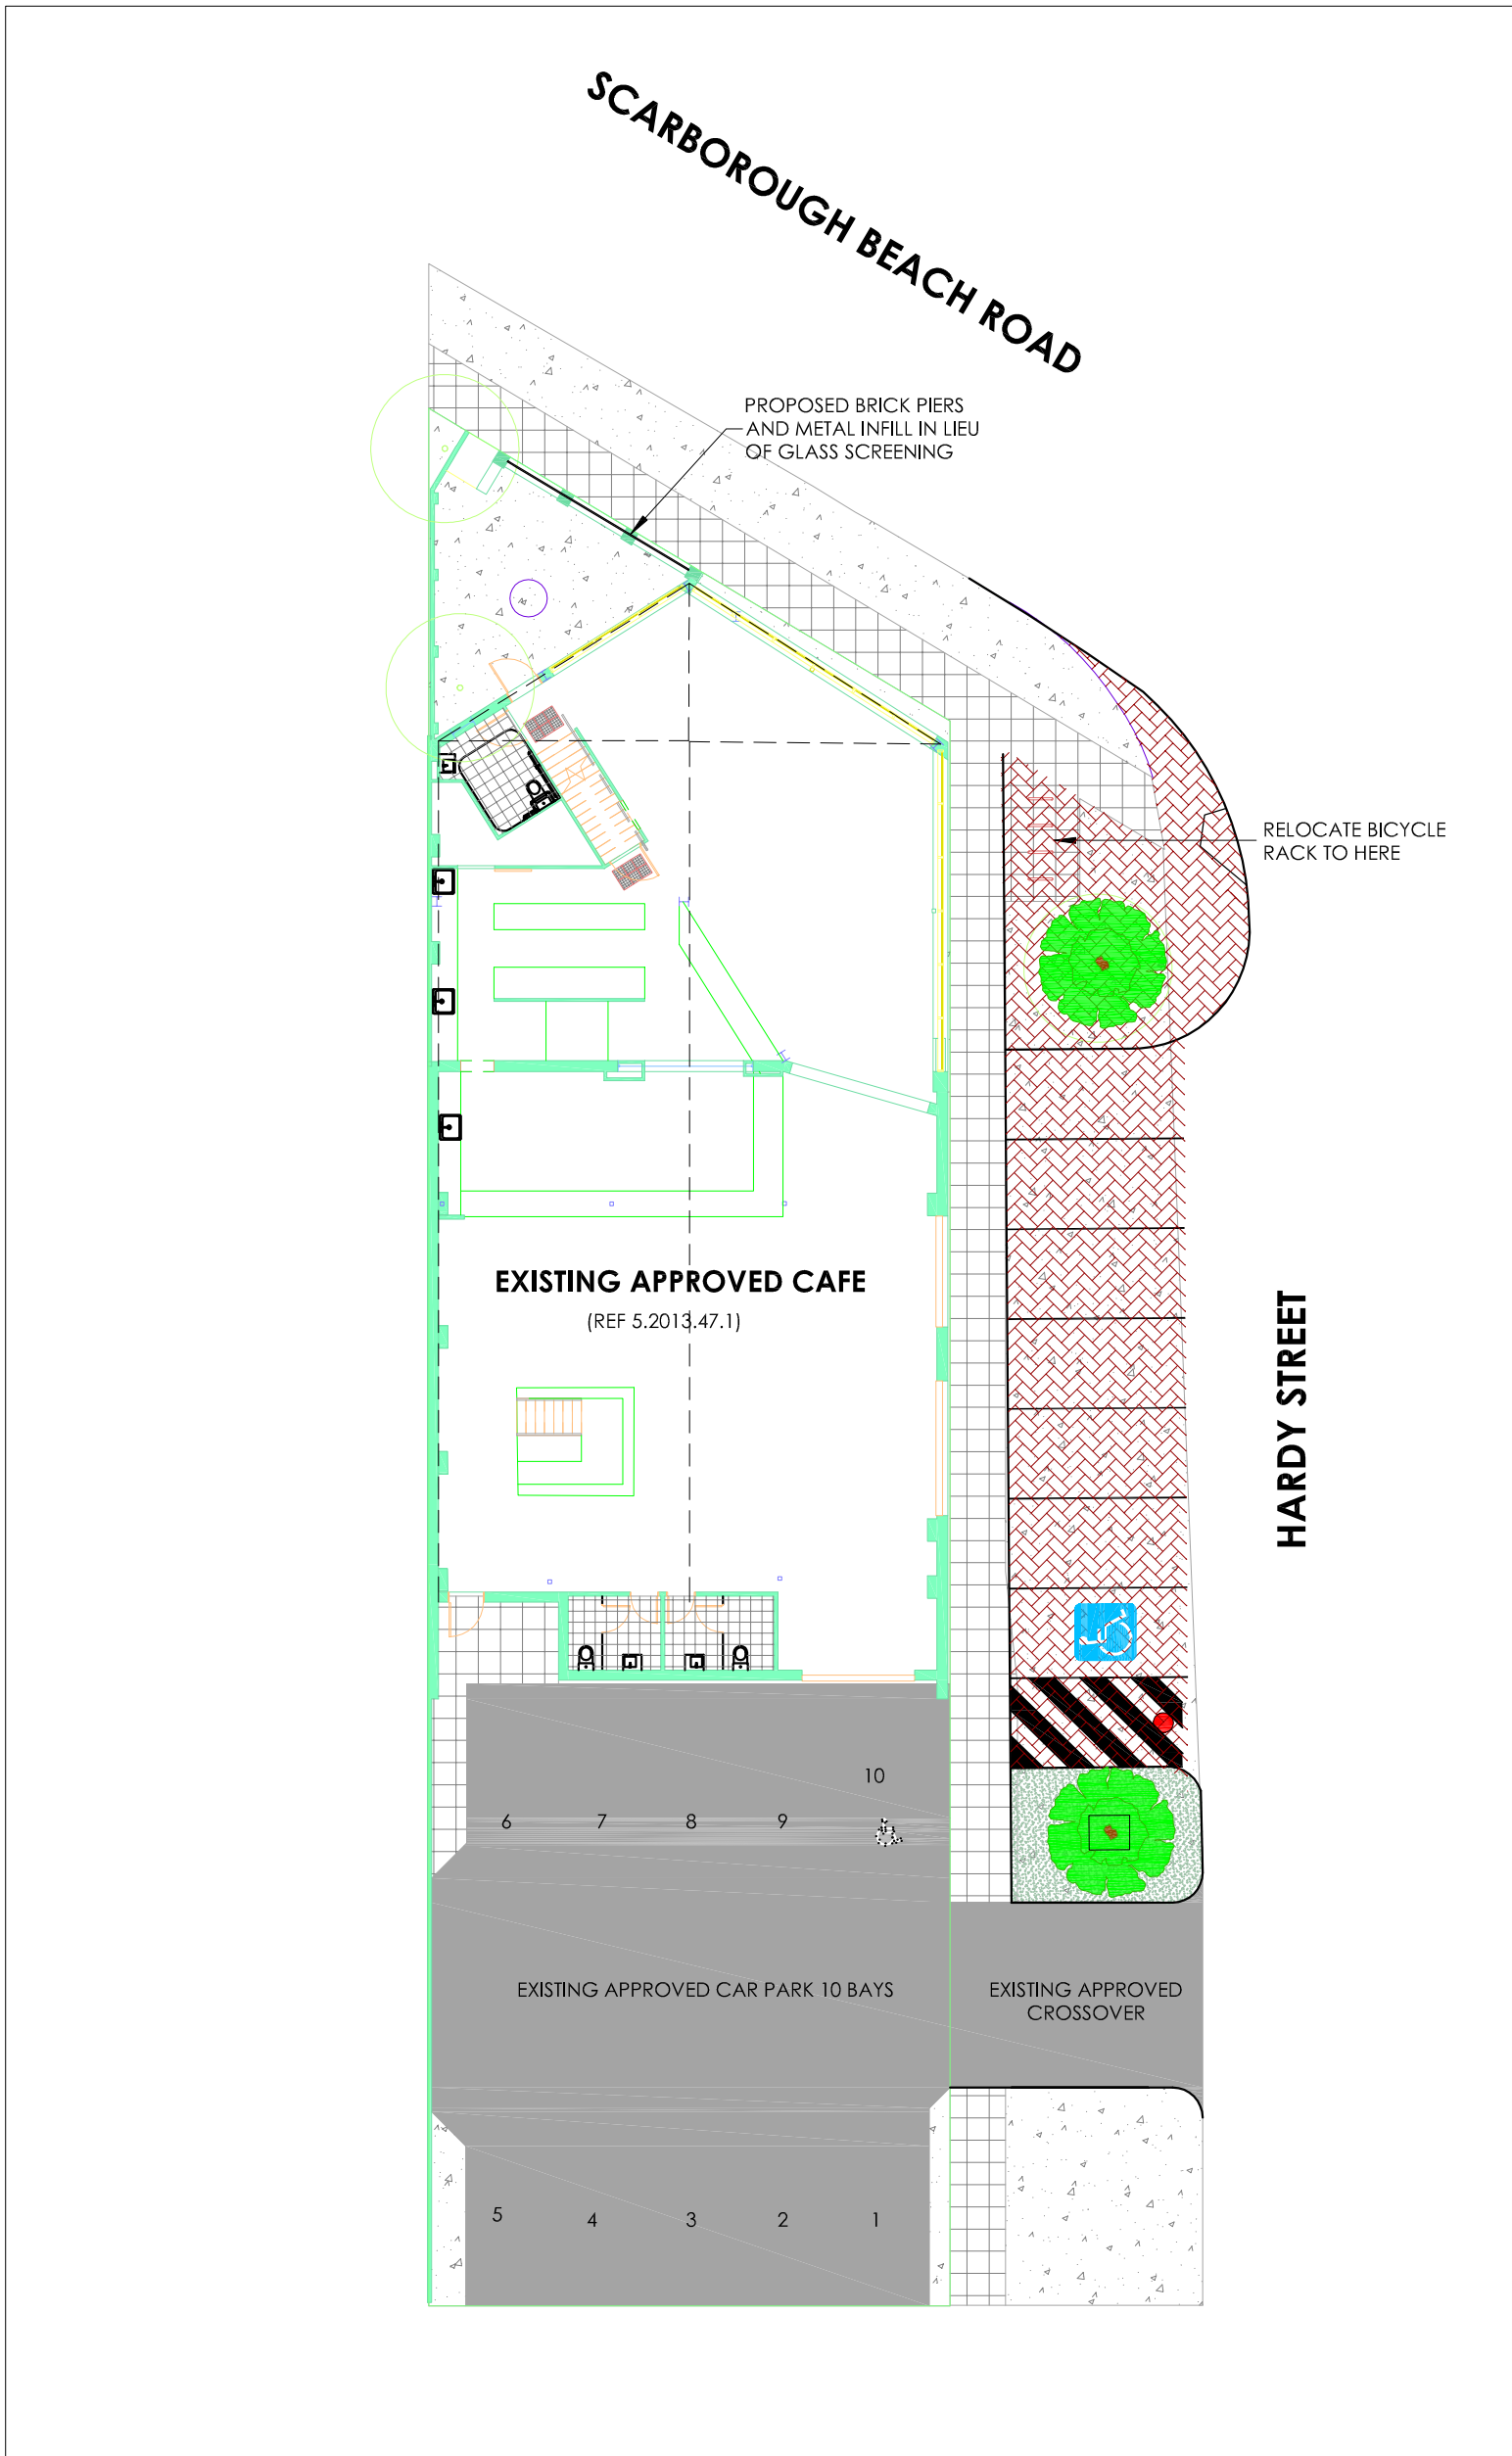 SCARBOROUGH BEACH ROAD
PROPOSED BRICK PIERS
AND METAL INFILL IN LIEU
OF GLASS SCREENING
RELOCATE BICYCLE
RACK TO HERE
EXISTING APPROVED CAFE
(REF 5.2013.47.1)
HARDY STREET
10
6 7 8 9
EXISTING APPROVED CAR PARK 10 BAYS
EXISTING APPROVED
CROSSOVER
5 4 3 2 1